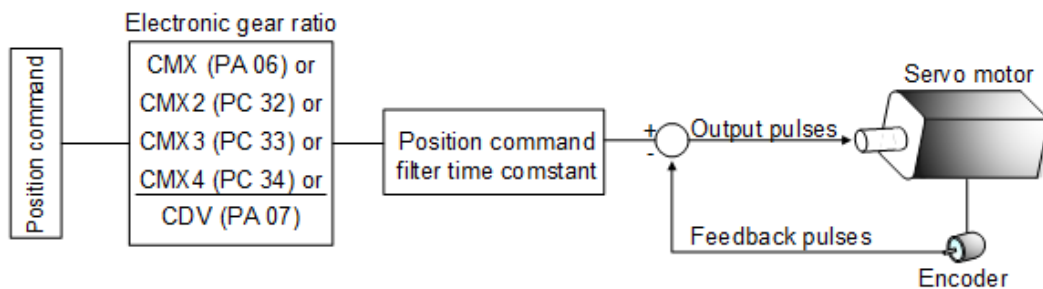 Electronic gear ratio
Position command
CMX (PA 06) or
CMX2 (PC 32) or
CMX3 (PC 33) or
CMX4 (PC 34) or
CDV (PA 07)
Position command
filter time comstant
+
-
Output pulses
Feedback pulses
Servo motor
Encoder